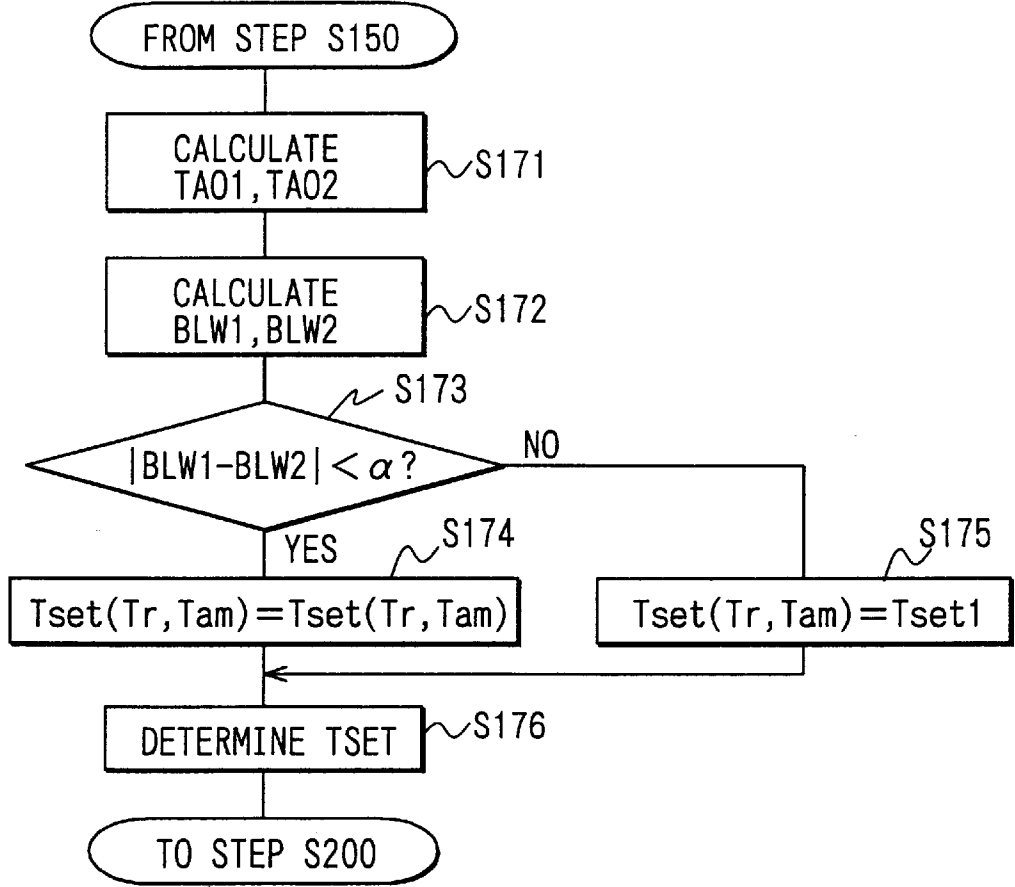 FROM STEP S150
CALCULATE
TAO1,TAO2
S171
CALCULATE
BLW1,BLW2
S172
S173
|BLW1-BLW2|<α?
NO
YES
S174
S175
Tset(Tr,Tam)=Tset(Tr,Tam)
Tset(Tr,Tam)=Tset1
DETERMINE TSET
S176
TO STEP S200